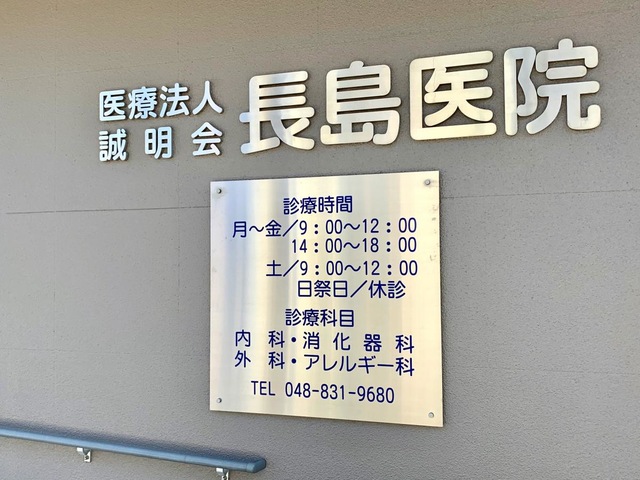 医療法人
誠明会
長島医院
診療時間
月〜金／9：00〜12：00
14：00〜18：00
土／9：00〜12：00
日祭日／休診
診療科目
内科・消化器科
外科・アレルギー科
TEL 048-831-9680